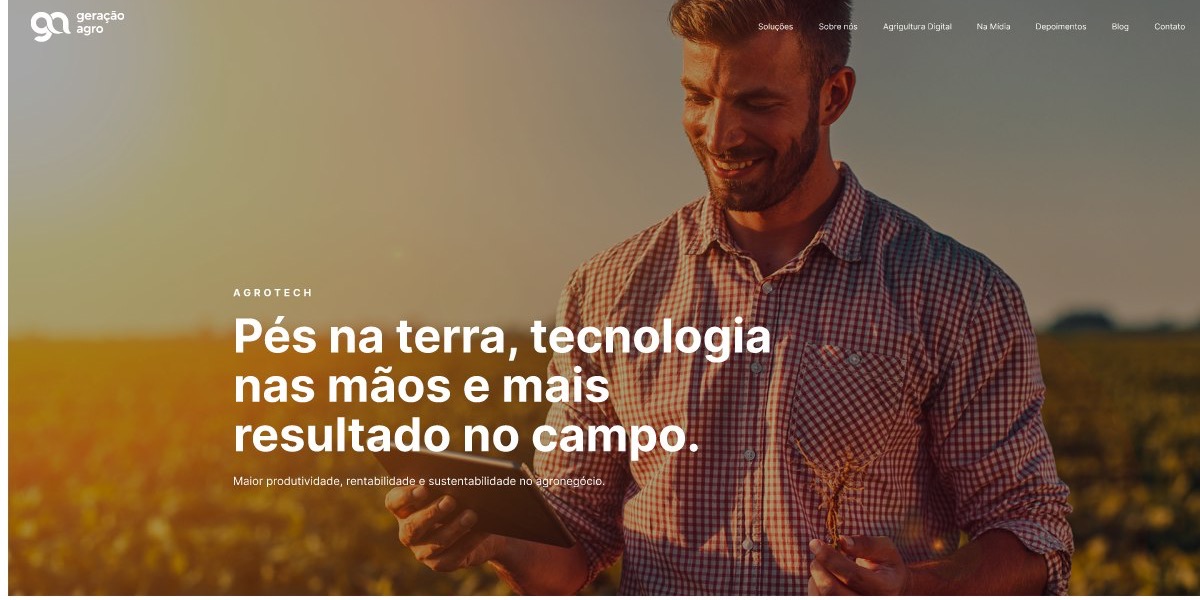 geração
agro
Soluções
Sobre nós
Agrigultura Digital
Na Mídia
Depoimentos
Blog
Contato
AGROTECH
Pés na terra, tecnologia
nas mãos e mais
resultado no campo.
Maior produtividade, rentabilidade e sustentabilidade no agronegócio.